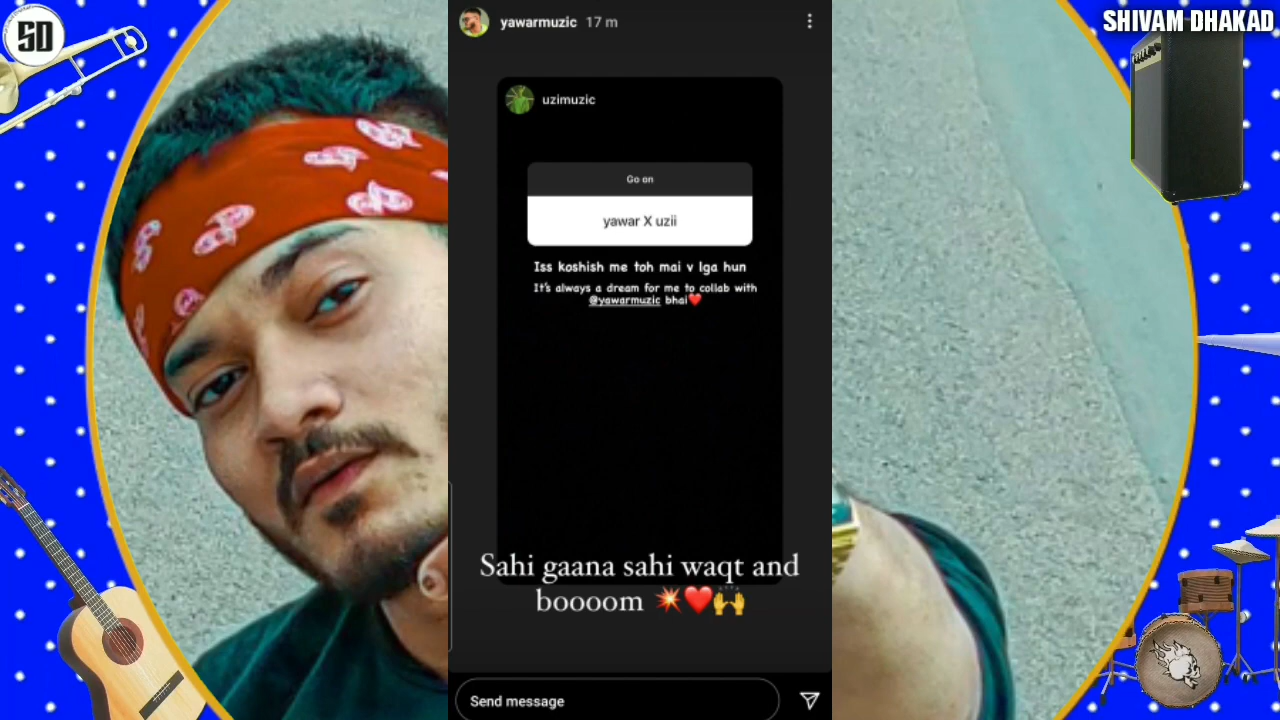 SD
SHIVAM DHAKAD
yawarmuzic 17 m
uzimuzic
Go on
yawar X uzii
Iss koshish me toh mai v lga hun
It's always a dream for me to collab with
@yawarmuzic bhai❤️
Sahi gaana sahi waqt and
boooom 💥❤️🙌
Send message